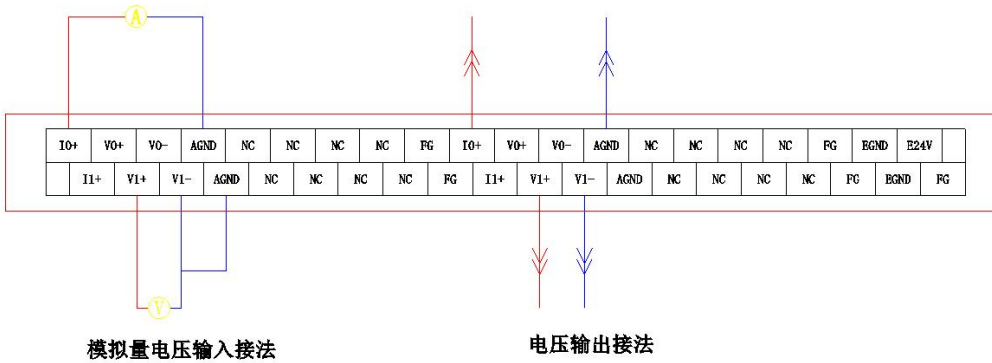 A
I0+ V0+ V0- AGND NC NC NC NC FG I0+ V0+ V0- AGND NC NC NC NC FG EGND E24V
I1+ V1+ V1- AGND NC NC NC NC FG I1+ V1+ V1- AGND NC NC NC NC FG EGND FG
V
模拟量电压输入接法
电压输出接法